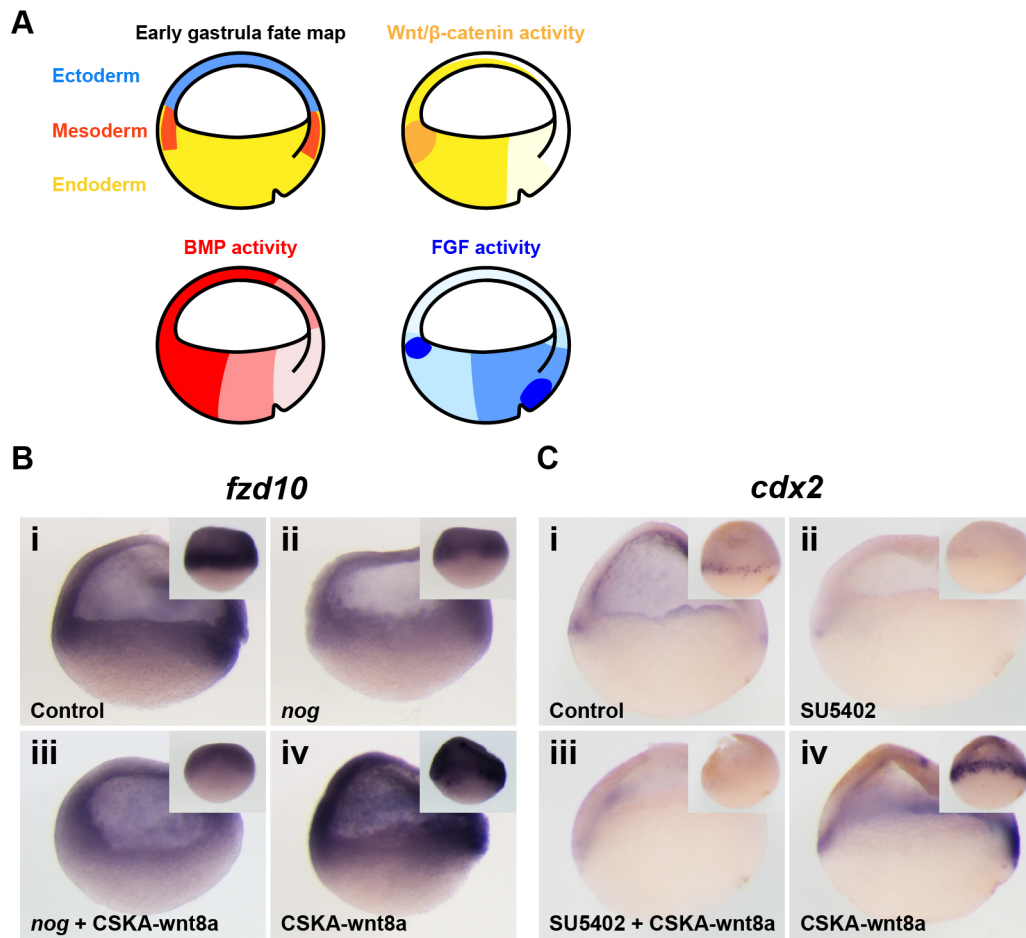 A
Early gastrula fate map
Wnt/β-catenin activity
Ectoderm
Mesoderm
Endoderm
BMP activity
FGF activity
B
fzd10
i
Control
ii
nog
iii
nog + CSKA-wnt8a
iv
CSKA-wnt8a
C
cdx2
i
Control
ii
SU5402
iii
SU5402 + CSKA-wnt8a
iv
CSKA-wnt8a